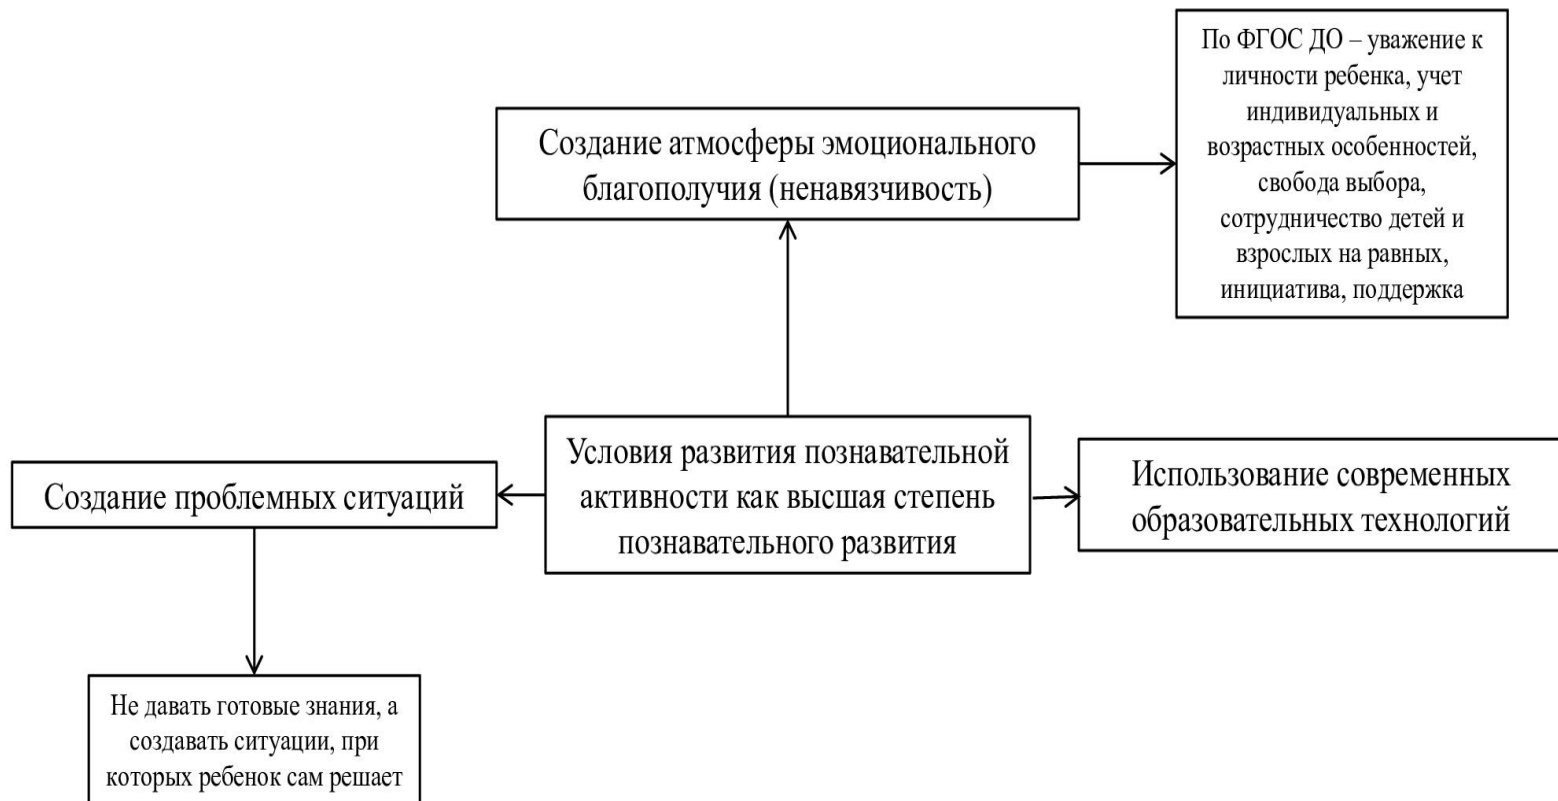 По ФГОС ДО – уважение к
личности ребенка, учет
индивидуальных и
возрастных особенностей,
свобода выбора,
сотрудничество детей и
взрослых на равных,
инициатива, поддержка
Создание атмосферы эмоционального
благополучия (ненавязчивость)
Создание проблемных ситуаций
Условия развития познавательной
активности как высшая степень
познавательного развития
Использование современных
образовательных технологий
Не давать готовые знания, а
создавать ситуации, при
которых ребенок сам решает